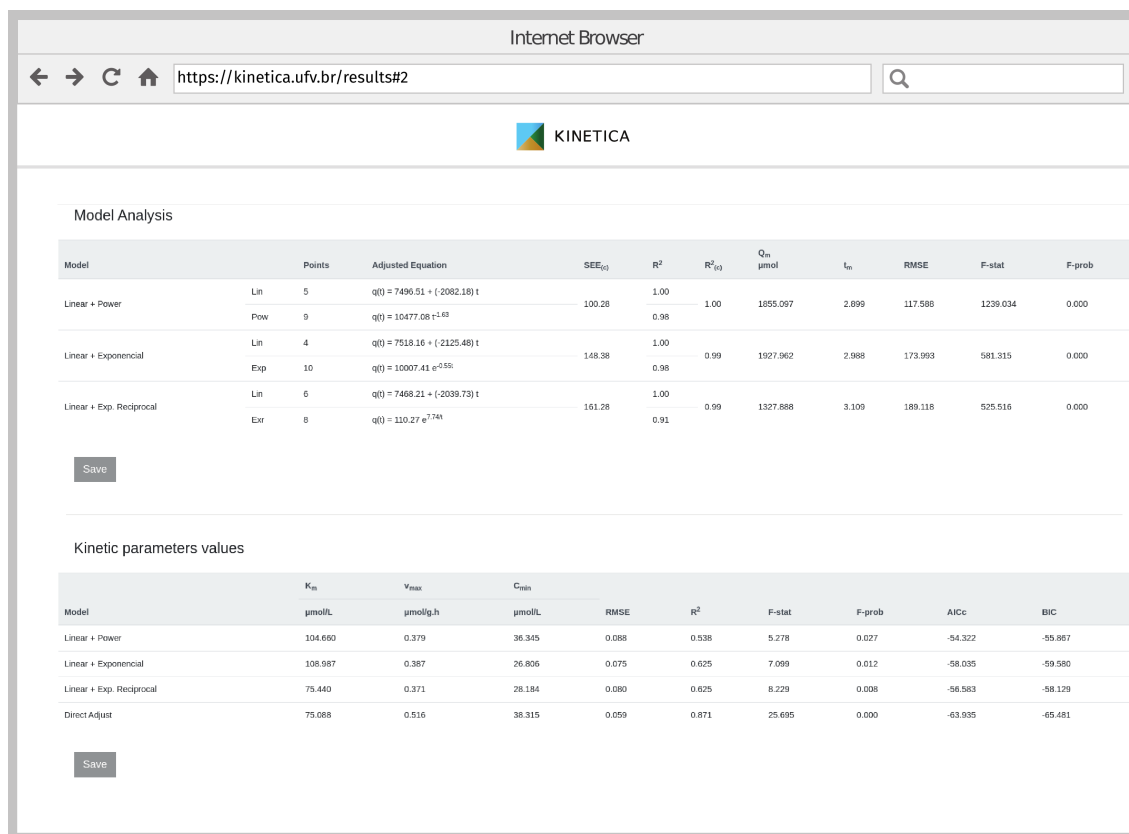 Internet Browser
https://kinetica.ufv.br/results#2
KINETICA
Model Analysis
Model Points Adjusted Equation SEE(c) R² R²(c) Qm µmol tm RMSE F-stat F-prob
Linear + Power 100.28 1.00 1855.097 2.899 117.588 1239.034 0.000
Lin 5 q(t) = 7496.51 + (-2082.18) t 1.00
Pow 9 q(t) = 10477.08 t^-1.63 0.98
Linear + Exponencial 148.38 0.99 1927.962 2.988 173.993 581.315 0.000
Lin 4 q(t) = 7518.16 + (-2125.48) t 1.00
Exp 10 q(t) = 10007.41 e^-0.55t 0.98
Linear + Exp. Reciprocal 161.28 0.99 1327.888 3.109 189.118 525.516 0.000
Lin 6 q(t) = 7468.21 + (-2039.73) t 1.00
Exr 8 q(t) = 110.27 e^7.74/t 0.91
Save
Kinetic parameters values
Km vmax Cmin
Model µmol/L µmol/g.h µmol/L RMSE R² F-stat F-prob AICc BIC
Linear + Power 104.660 0.379 36.345 0.088 0.538 5.278 0.027 -54.322 -55.867
Linear + Exponencial 108.987 0.387 26.806 0.075 0.625 7.099 0.012 -58.035 -59.580
Linear + Exp. Reciprocal 75.440 0.371 28.184 0.080 0.625 8.229 0.008 -56.583 -58.129
Direct Adjust 75.088 0.516 38.315 0.059 0.871 25.695 0.000 -63.935 -65.481
Save